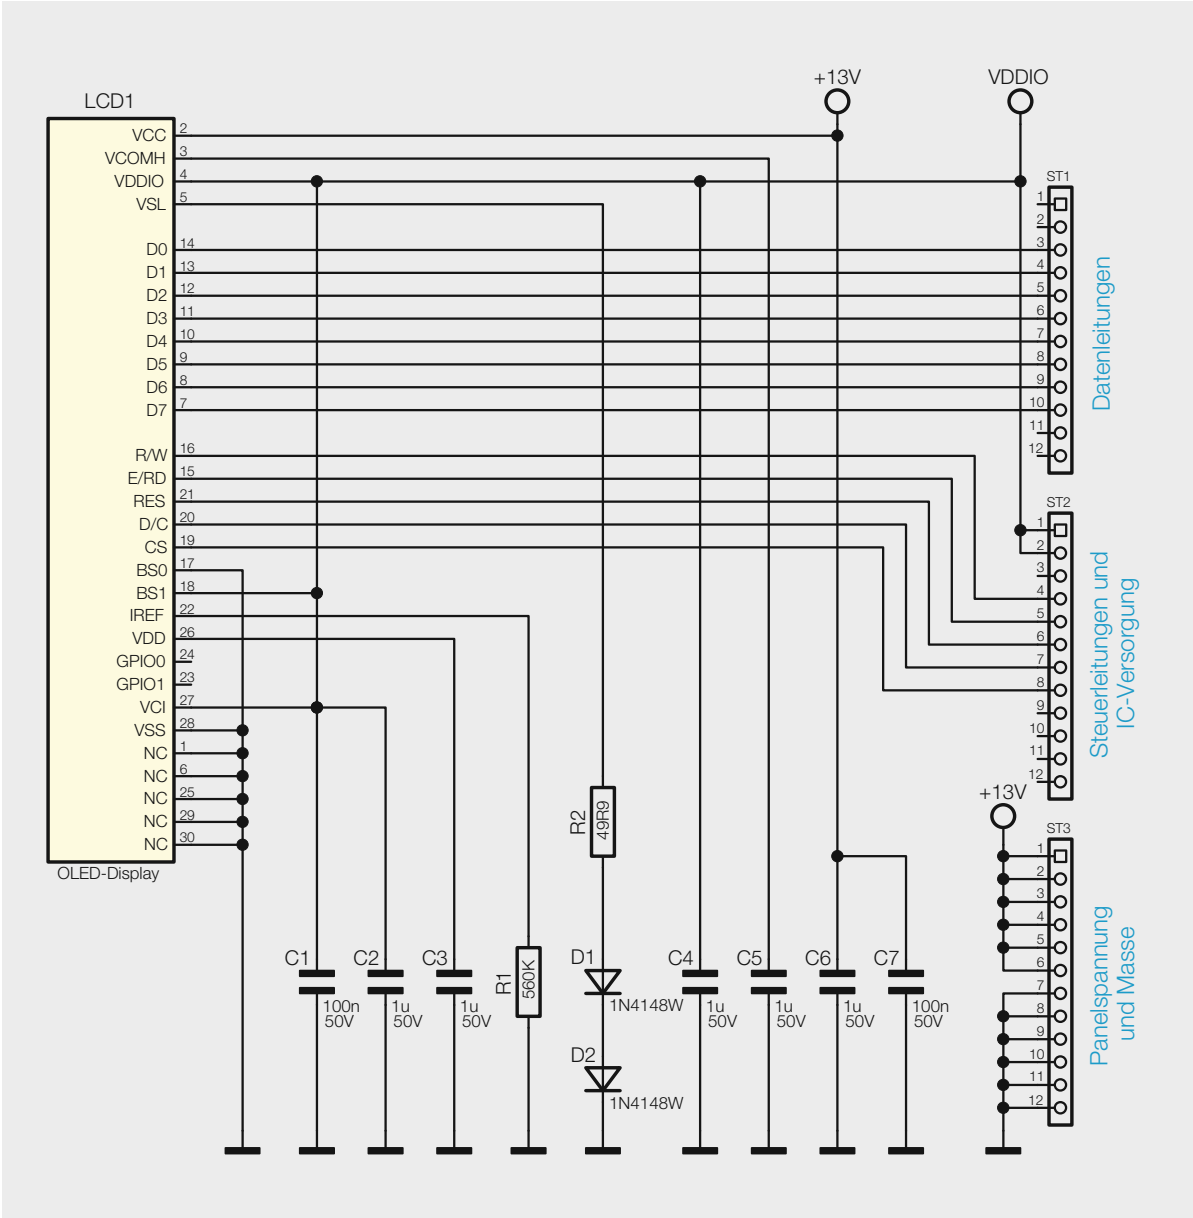 +13V
VDDIO
LCD1
VCC 2
VCOMH 3
VDDIO 4
VSL 5
D0 14
D1 13
D2 12
D3 11
D4 10
D5 9
D6 8
D7 7
R/W 16
E/RD 15
RES 21
D/C 20
CS 19
BS0 17
BS1 18
IREF 22
VDD 26
GPIO0 24
GPIO1 23
VCI 27
VSS 28
NC 1
NC 6
NC 25
NC 29
NC 30
OLED-Display
ST1
1
2
3
4
5
6
7
8
9
10
11
12
Datenleitungen
ST2
1
2
3
4
5
6
7
8
9
10
11
12
Steuerleitungen und
IC-Versorgung
+13V
ST3
1
2
3
4
5
6
7
8
9
10
11
12
Panelspannung
und Masse
R2
49R9
R1
560K
C1
100n
50V
C2
1u
50V
C3
1u
50V
D1
1N4148W
D2
1N4148W
C4
1u
50V
C5
1u
50V
C6
1u
50V
C7
100n
50V